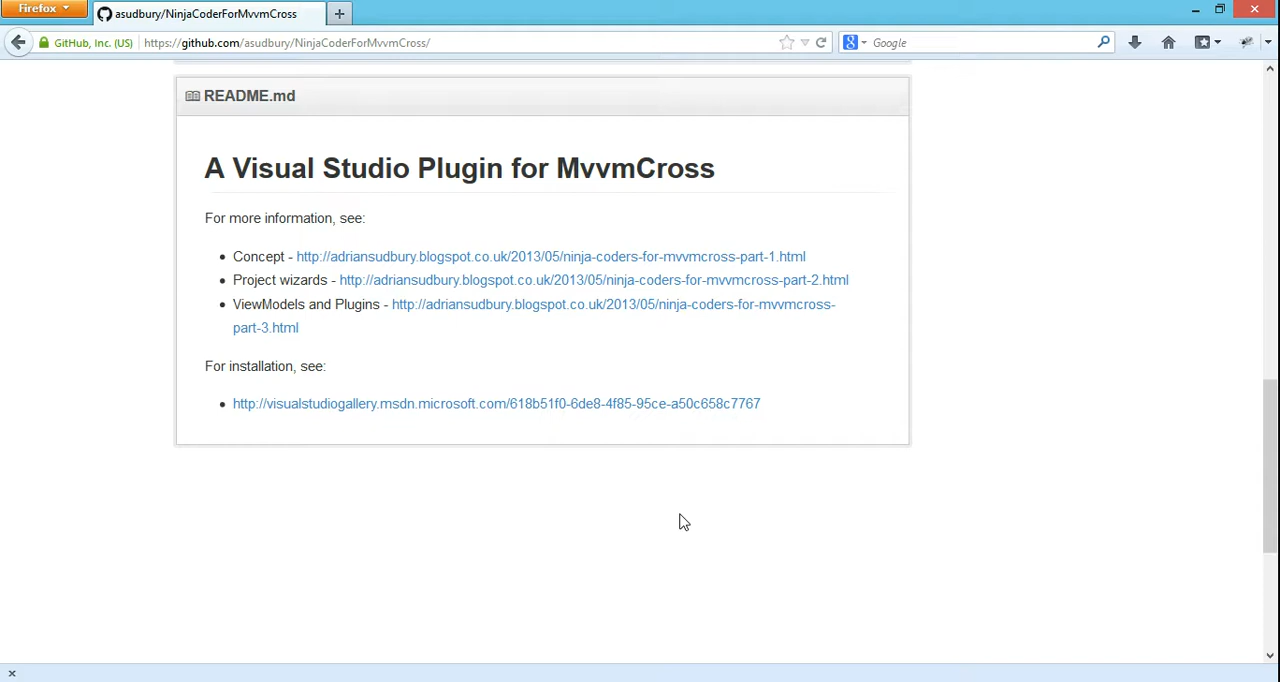 Firefox
asudbury/NinjaCoderForMvvmCross
GitHub, Inc. (US)
https://github.com/asudbury/NinjaCoderForMvvmCross/
Google
README.md
A Visual Studio Plugin for MvvmCross
For more information, see:
Concept - http://adriansudbury.blogspot.co.uk/2013/05/ninja-coders-for-mvvmcross-part-1.html
Project wizards - http://adriansudbury.blogspot.co.uk/2013/05/ninja-coders-for-mvvmcross-part-2.html
ViewModels and Plugins - http://adriansudbury.blogspot.co.uk/2013/05/ninja-coders-for-mvvmcross-
part-3.html
For installation, see:
http://visualstudiogallery.msdn.microsoft.com/618b51f0-6de8-4f85-95ce-a50c658c7767